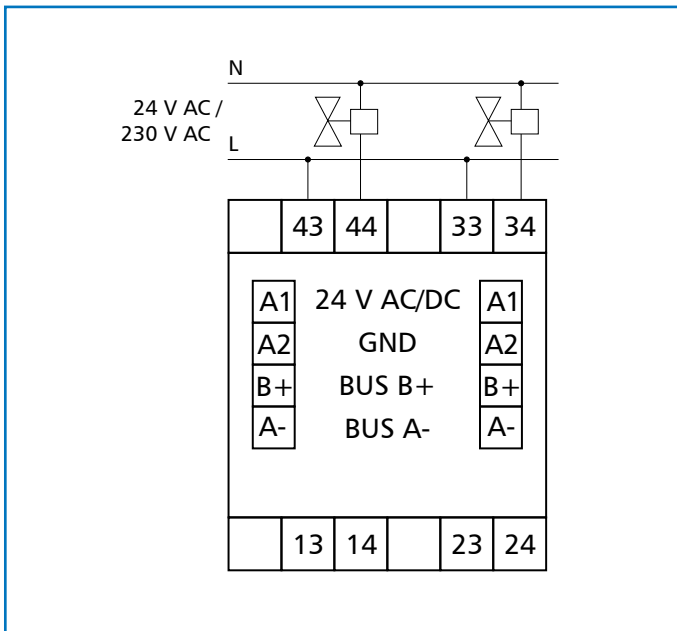 N
24 V AC /
230 V AC
L
43 44 33 34
A1 24 V AC/DC A1
A2 GND A2
B+ BUS B+ B+
A- BUS A- A-
13 14 23 24